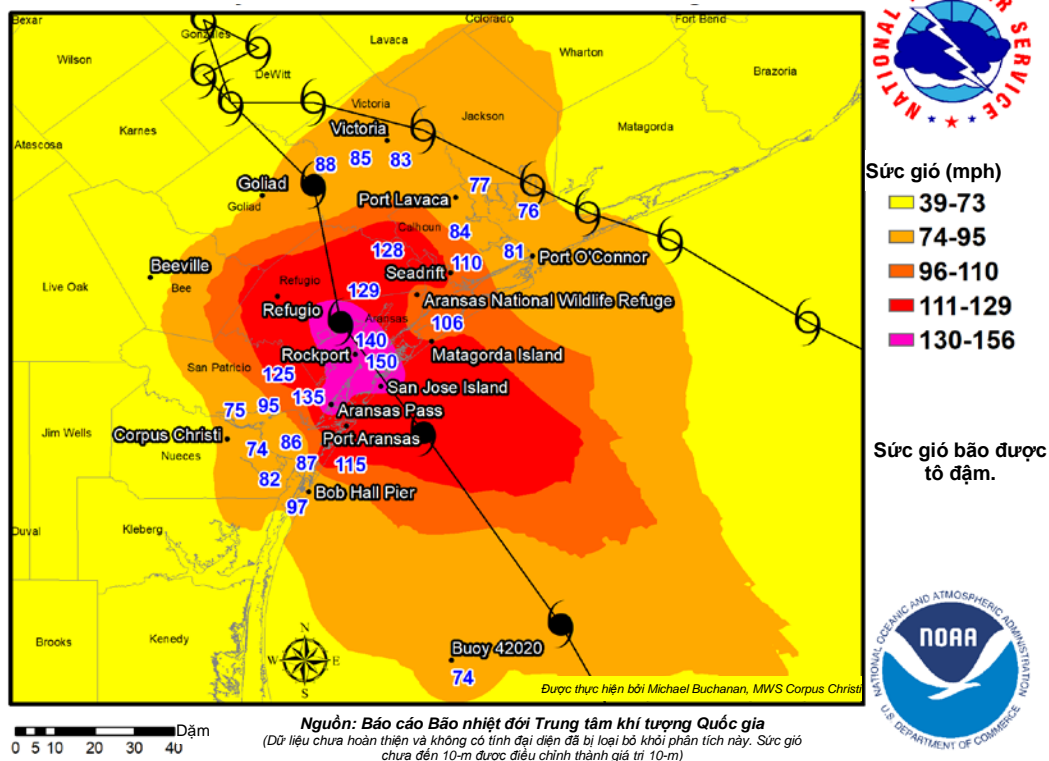 Bexar
Gonzales
Lavaca
Colorado
Fort Bend
Wilson
Wharton
DeWitt
Brazoria
Victoria
Jackson
Matagorda
Karnes
Victoria
Atascosa
88 85 83
Goliad
77
Goliad
Port Lavaca
76
Calhoun
84
128
81
Port O'Connor
110
Beeville
Seadrift
Bee
Live Oak
Refugio
129
Aransas National Wildlife Refuge
Refugio
Aransas
106
140
Rockport
150
Matagorda Island
San Patricio
125
San Jose Island
135
95
75
Aransas Pass
Jim Wells
Corpus Christi
86
Port Aransas
74
Nueces
87
115
82
Bob Hall Pier
97
Duval
Kleberg
Brooks
Kenedy
N
W E
S
Buoy 42020
74
Được thực hiện bởi Michael Buchanan, MWS Corpus Christi
NATIONAL
ER SERVICE
Sức gió (mph)
39-73
74-95
96-110
111-129
130-156
Sức gió bão được
tô đậm.
NOAA
NATIONAL OCEANIC AND ATMOSPHERIC ADMINISTRATION
U.S. DEPARTMENT OF COMMERCE
Dặm
0 5 10 20 30 40
Nguồn: Báo cáo Bão nhiệt đới Trung tâm khí tượng Quốc gia
(Dữ liệu chưa hoàn thiện và không có tính đại diện đã bị loại bỏ khỏi phân tích này. Sức gió
chưa đến 10-m được điều chỉnh thành giá trị 10-m)